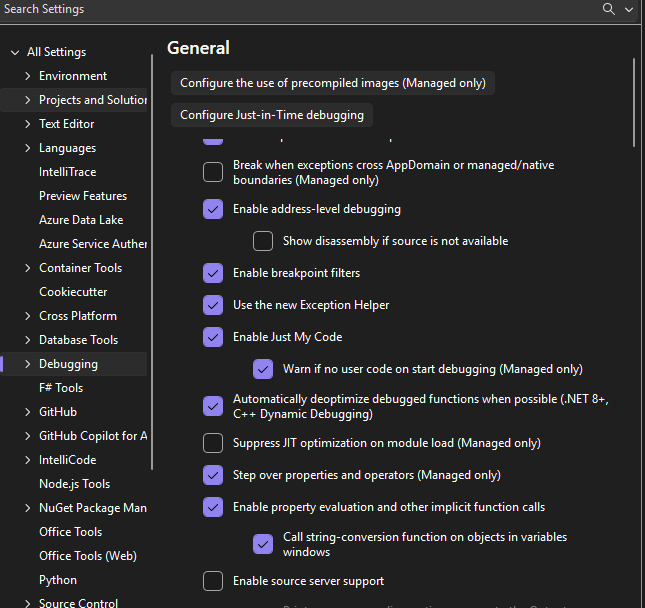 Search Settings
All Settings
Environment
Projects and Solution
Text Editor
Languages
IntelliTrace
Preview Features
Azure Data Lake
Azure Service Auther
Container Tools
Cookiecutter
Cross Platform
Database Tools
Debugging
F# Tools
GitHub
GitHub Copilot for A
IntelliCode
Node.js Tools
NuGet Package Man
Office Tools
Office Tools (Web)
Python
Source Control
General
Configure the use of precompiled images (Managed only)
Configure Just-in-Time debugging
Break when exceptions cross AppDomain or managed/native
boundaries (Managed only)
Enable address-level debugging
Show disassembly if source is not available
Enable breakpoint filters
Use the new Exception Helper
Enable Just My Code
Warn if no user code on start debugging (Managed only)
Automatically deoptimize debugged functions when possible (.NET 8+,
C++ Dynamic Debugging)
Suppress JIT optimization on module load (Managed only)
Step over properties and operators (Managed only)
Enable property evaluation and other implicit function calls
Call string-conversion function on objects in variables
windows
Enable source server support